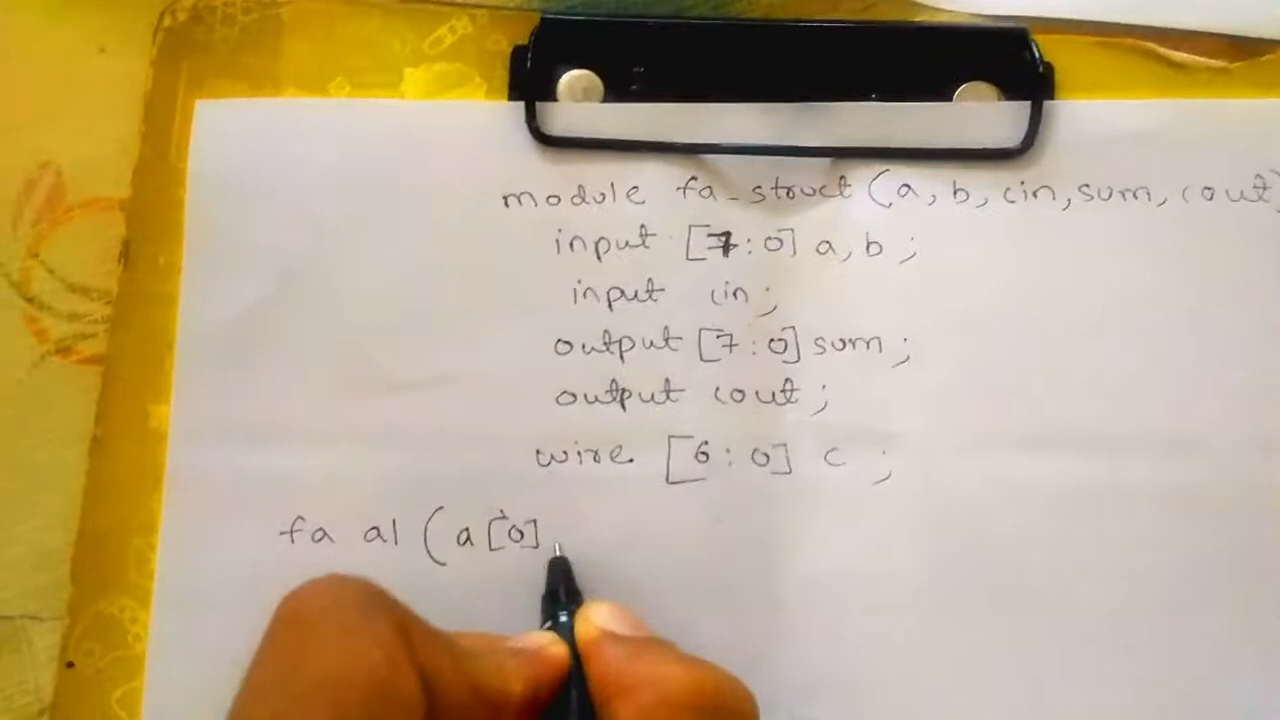 module fa_struct (a, b, cin, sum, cout)
input [7:0] a, b ;
input cin ;
output [7:0] sum ;
output cout ;
wire [6:0] c ;
fa a1 (a[0]